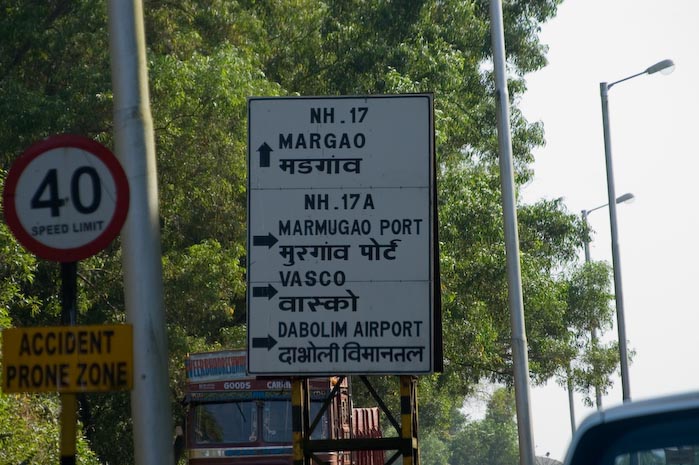 40
SPEED LIMIT
ACCIDENT
PRONE ZONE
NH.17
MARGAO
मडगांव
NH.17A
MARMUGAO PORT
मुरगांव पोर्ट
VASCO
वास्को
DABOLIM AIRPORT
दाभोली विमानतल
GOODS